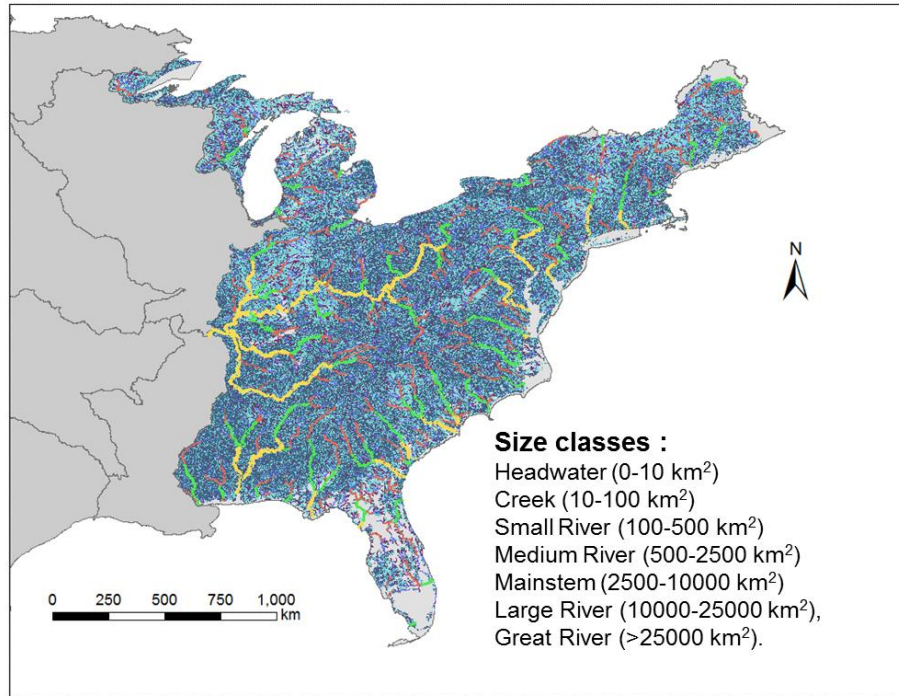 N
Size classes :
Headwater (0-10 km²)
Creek (10-100 km²)
Small River (100-500 km²)
Medium River (500-2500 km²)
Mainstem (2500-10000 km²)
Large River (10000-25000 km²),
Great River (>25000 km²).
0 250 500 750 1,000
km